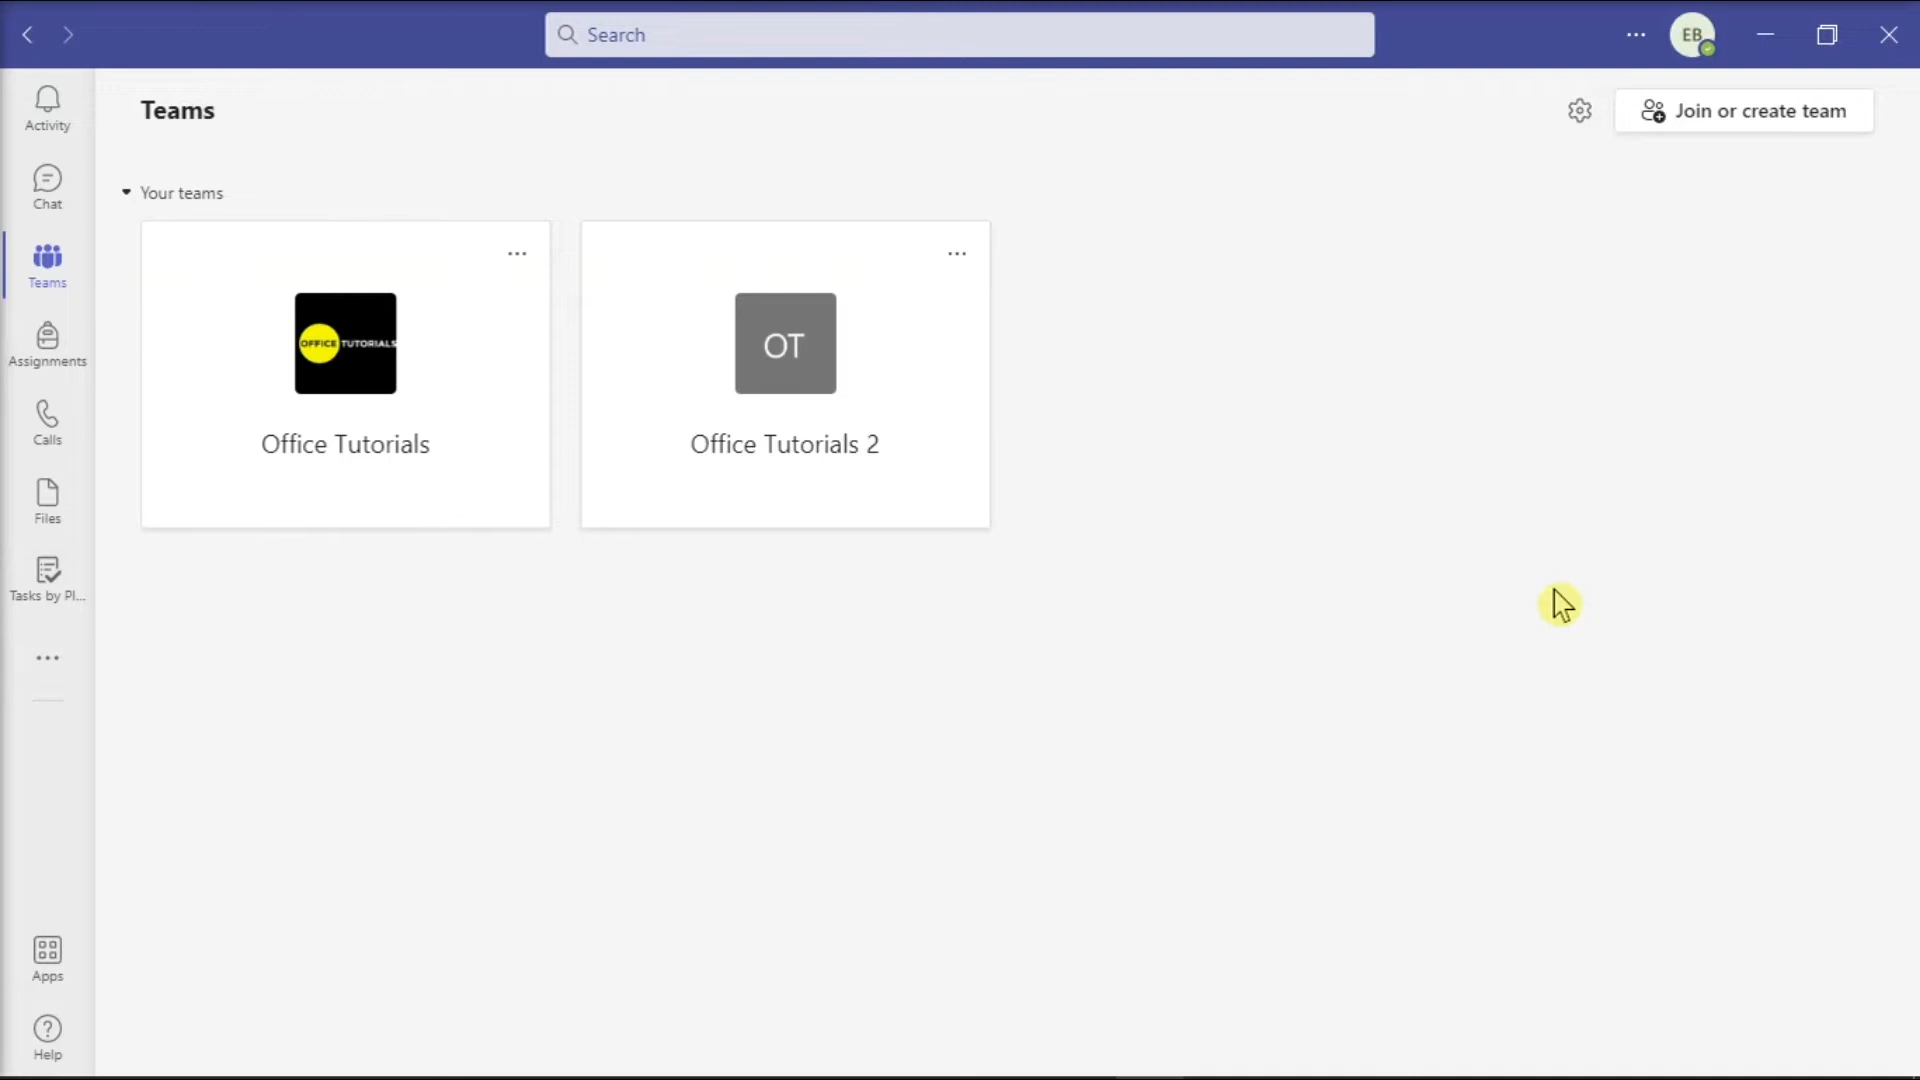 Search
EB
Activity
Chat
Teams
Assignments
Calls
Files
Tasks by Pl...
Apps
Help
Teams
Join or create team
Your teams
OFFICE TUTORIALS
Office Tutorials
OT
Office Tutorials 2